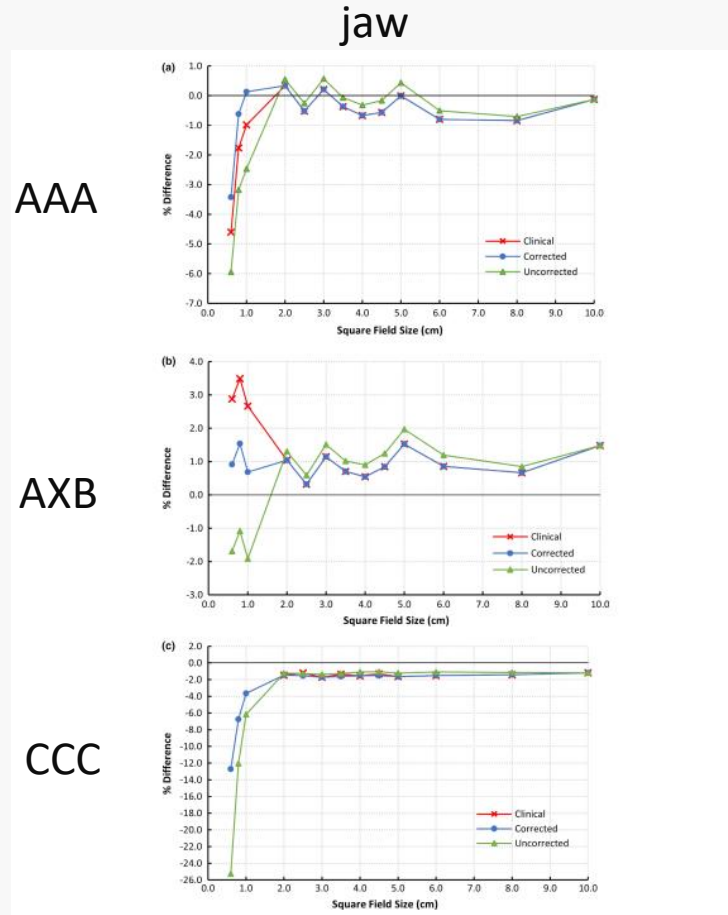 jaw
AAA
(a)
1.0
0.0
-1.0
-2.0
-3.0
-4.0
-5.0
-6.0
-7.0
% Difference
Clinical
Corrected
Uncorrected
0.0 1.0 2.0 3.0 4.0 5.0 6.0 7.0 8.0 9.0 10.0
Square Field Size (cm)
AXB
(b)
4.0
3.0
2.0
1.0
0.0
-1.0
-2.0
-3.0
% Difference
Clinical
Corrected
Uncorrected
0.0 1.0 2.0 3.0 4.0 5.0 6.0 7.0 8.0 9.0 10.0
Square Field Size (cm)
CCC
(c)
2.0
0.0
-2.0
-4.0
-6.0
-8.0
-10.0
-12.0
-14.0
-16.0
-18.0
-20.0
-22.0
-24.0
-26.0
% Difference
Clinical
Corrected
Uncorrected
0.0 1.0 2.0 3.0 4.0 5.0 6.0 7.0 8.0 9.0 10.0
Square Field Size (cm)